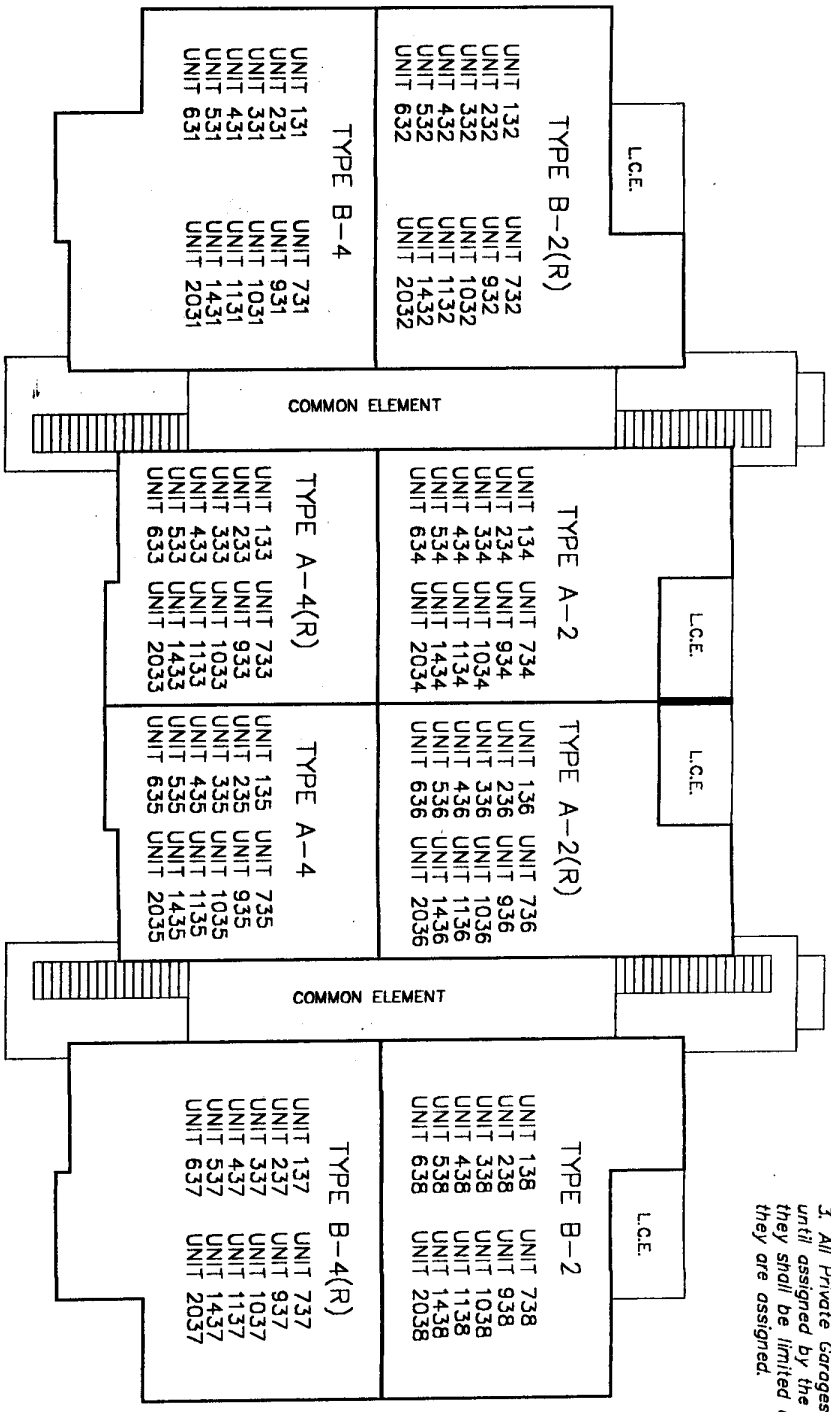 3. All Private Garages
until assigned by the
they shall be limited
they are assigned.
L.C.E.
TYPE B-2(R)
UNIT 132 UNIT 732
UNIT 232 UNIT 932
UNIT 332 UNIT 1032
UNIT 432 UNIT 1132
UNIT 532 UNIT 1432
UNIT 632 UNIT 2032
TYPE B-4
UNIT 131 UNIT 731
UNIT 231 UNIT 931
UNIT 331 UNIT 1031
UNIT 431 UNIT 1131
UNIT 531 UNIT 1431
UNIT 631 UNIT 2031
COMMON ELEMENT
L.C.E.
TYPE A-2
UNIT 134 UNIT 734
UNIT 234 UNIT 934
UNIT 334 UNIT 1034
UNIT 434 UNIT 1134
UNIT 534 UNIT 1434
UNIT 634 UNIT 2034
TYPE A-4(R)
UNIT 133 UNIT 733
UNIT 233 UNIT 933
UNIT 333 UNIT 1033
UNIT 433 UNIT 1133
UNIT 533 UNIT 1433
UNIT 633 UNIT 2033
L.C.E.
TYPE A-2(R)
UNIT 136 UNIT 736
UNIT 236 UNIT 936
UNIT 336 UNIT 1036
UNIT 436 UNIT 1136
UNIT 536 UNIT 1436
UNIT 636 UNIT 2036
TYPE A-4
UNIT 135 UNIT 735
UNIT 235 UNIT 935
UNIT 335 UNIT 1035
UNIT 435 UNIT 1135
UNIT 535 UNIT 1435
UNIT 635 UNIT 2035
COMMON ELEMENT
L.C.E.
TYPE B-2
UNIT 138 UNIT 738
UNIT 238 UNIT 938
UNIT 338 UNIT 1038
UNIT 438 UNIT 1138
UNIT 538 UNIT 1438
UNIT 638 UNIT 2038
TYPE B-4(R)
UNIT 137 UNIT 737
UNIT 237 UNIT 937
UNIT 337 UNIT 1037
UNIT 437 UNIT 1137
UNIT 537 UNIT 1437
UNIT 637 UNIT 2037